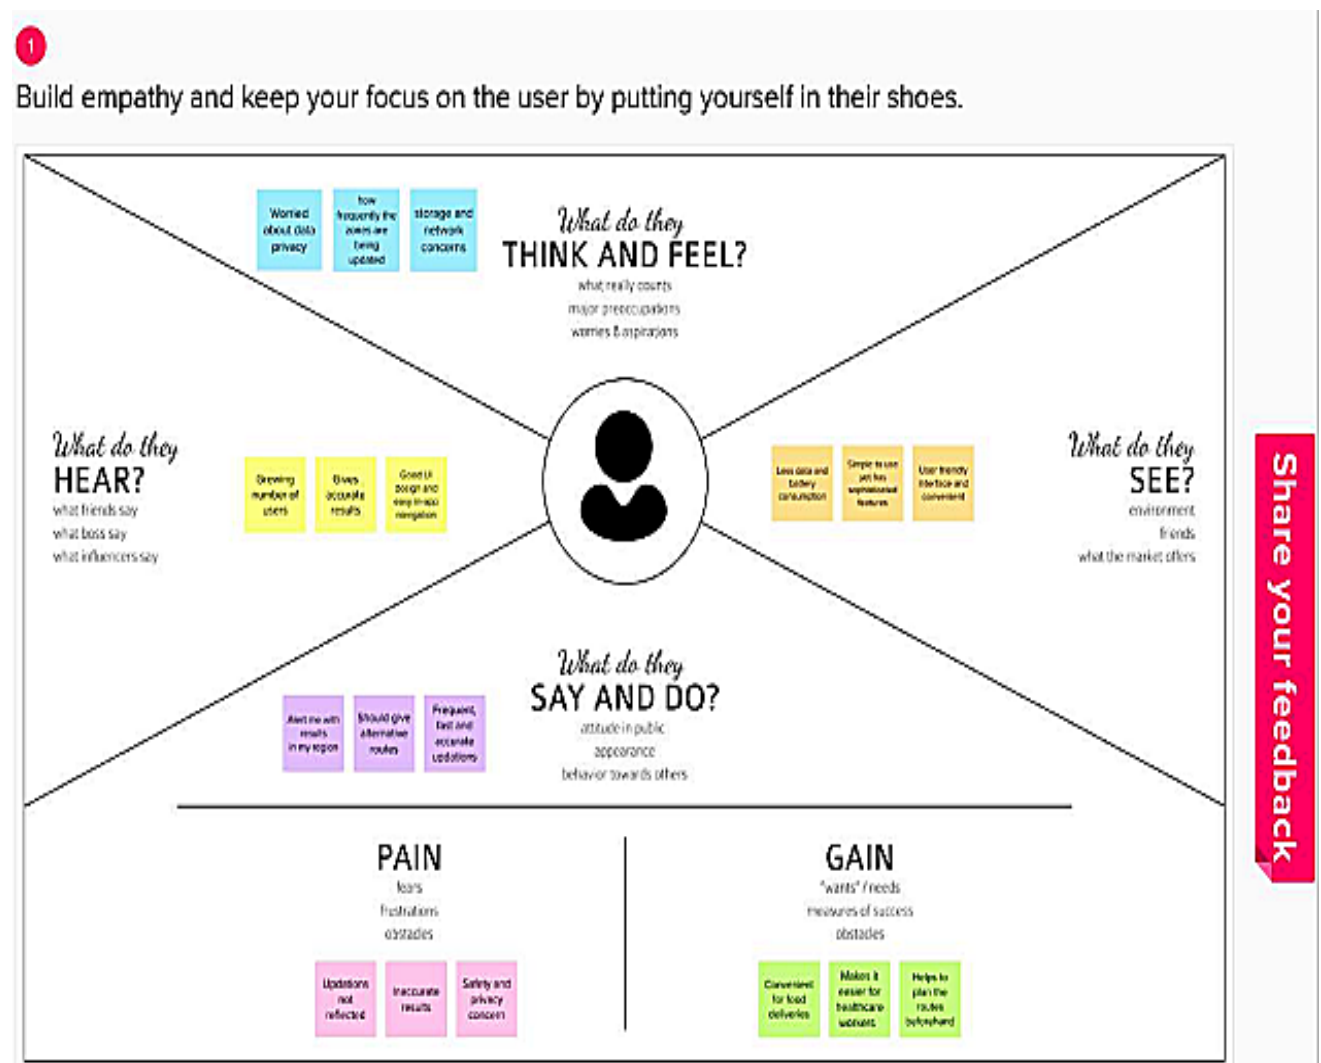 1
Build empathy and keep your focus on the user by putting yourself in their shoes.
Worried
about data
privacy
how
frequently the
zones are
being
updated
storage and
network
concerns
What do they
THINK AND FEEL?
what really counts
major preoccupations
worries & aspirations
What do they
HEAR?
what friends say
what boss say
what influencers say
Growing
number of
users
Gives
accurate
results
Good UI
design and
easy in-app
navigation
Less data and
battery
consumption
Simple to use
yet has
sophisticated
features
User friendly
interface and
convenient
What do they
SEE?
environment
friends
what the market offers
Share your feedback
What do they
SAY AND DO?
attitude in public
appearance
behavior towards others
Alert me with
results
in my region
Should give
alternative
routes
Frequent,
fast and
accurate
updations
PAIN
fears
frustrations
obstacles
Updations
not
reflected
Inaccurate
results
Safety and
privacy
concern
GAIN
"wants" / needs
measures of success
obstacles
Convenient
for food
deliveries
Makes it
easier for
healthcare
workers
Helps to
plan the
routes
beforehand